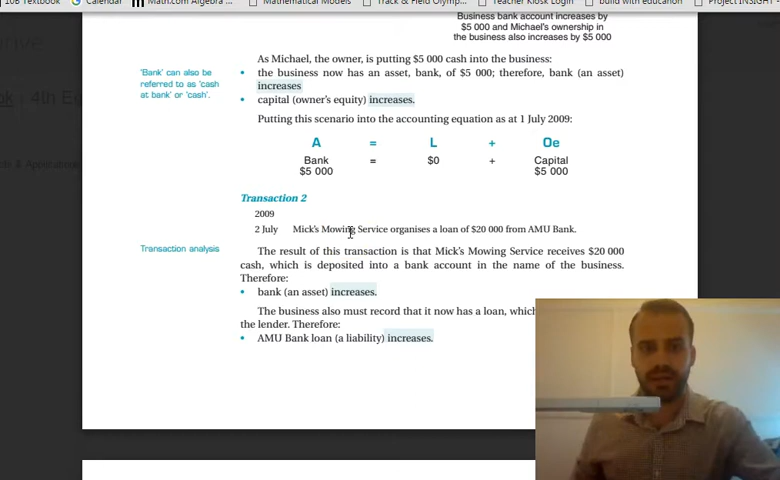 10B Textbook
Calendar
Math.com Algebra ...
Mathematical Models
Track & Field Olymp...
Teacher Kiosk Login
build with education
Project INSIGHT -
Business bank account increases by
$5 000 and Michael's ownership in
the business also increases by $5 000
As Michael, the owner, is putting $5 000 cash into the business:
'Bank' can also be
referred to as 'cash
at bank' or 'cash'.
• the business now has an asset, bank, of $5 000; therefore, bank (an asset)
increases
• capital (owner's equity) increases.
Putting this scenario into the accounting equation as at 1 July 2009:
A = L + Oe
Bank = $0 + Capital
$5 000 $5 000
Transaction 2
2009
2 July Mick's Mowing Service organises a loan of $20 000 from AMU Bank.
Transaction analysis
The result of this transaction is that Mick's Mowing Service receives $20 000
cash, which is deposited into a bank account in the name of the business.
Therefore:
• bank (an asset) increases.
The business also must record that it now has a loan, which
the lender. Therefore:
• AMU Bank loan (a liability) increases.